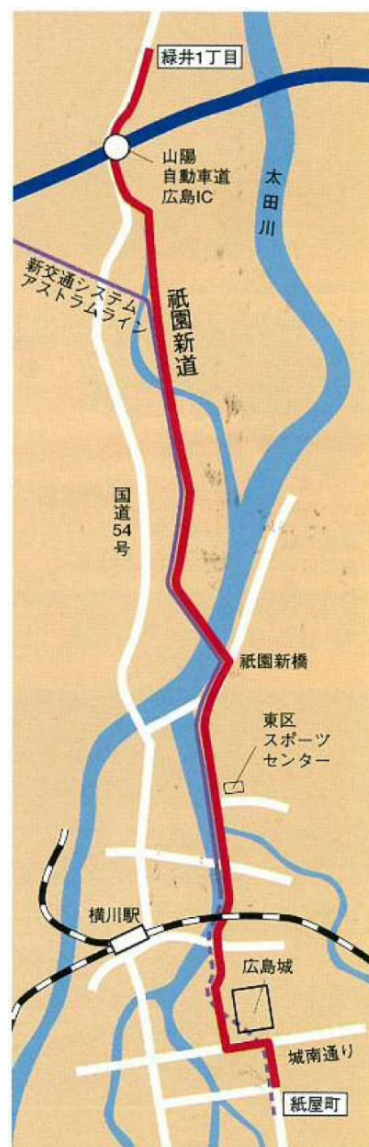 緑井1丁目
山陽
自動車道
広島IC
太田川
新交通システム
アストラムライン
祇園新道
国道54号
祇園新橋
東区
スポーツ
センター
横川駅
広島城
城南通り
紙屋町